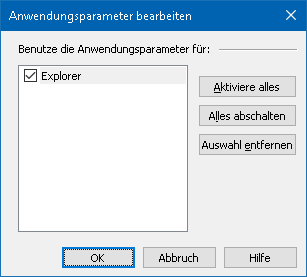 Anwendungsparameter bearbeiten
Benutze die Anwendungsparameter für:
Explorer
Aktiviere alles
Alles abschalten
Auswahl entfernen
OK
Abbruch
Hilfe